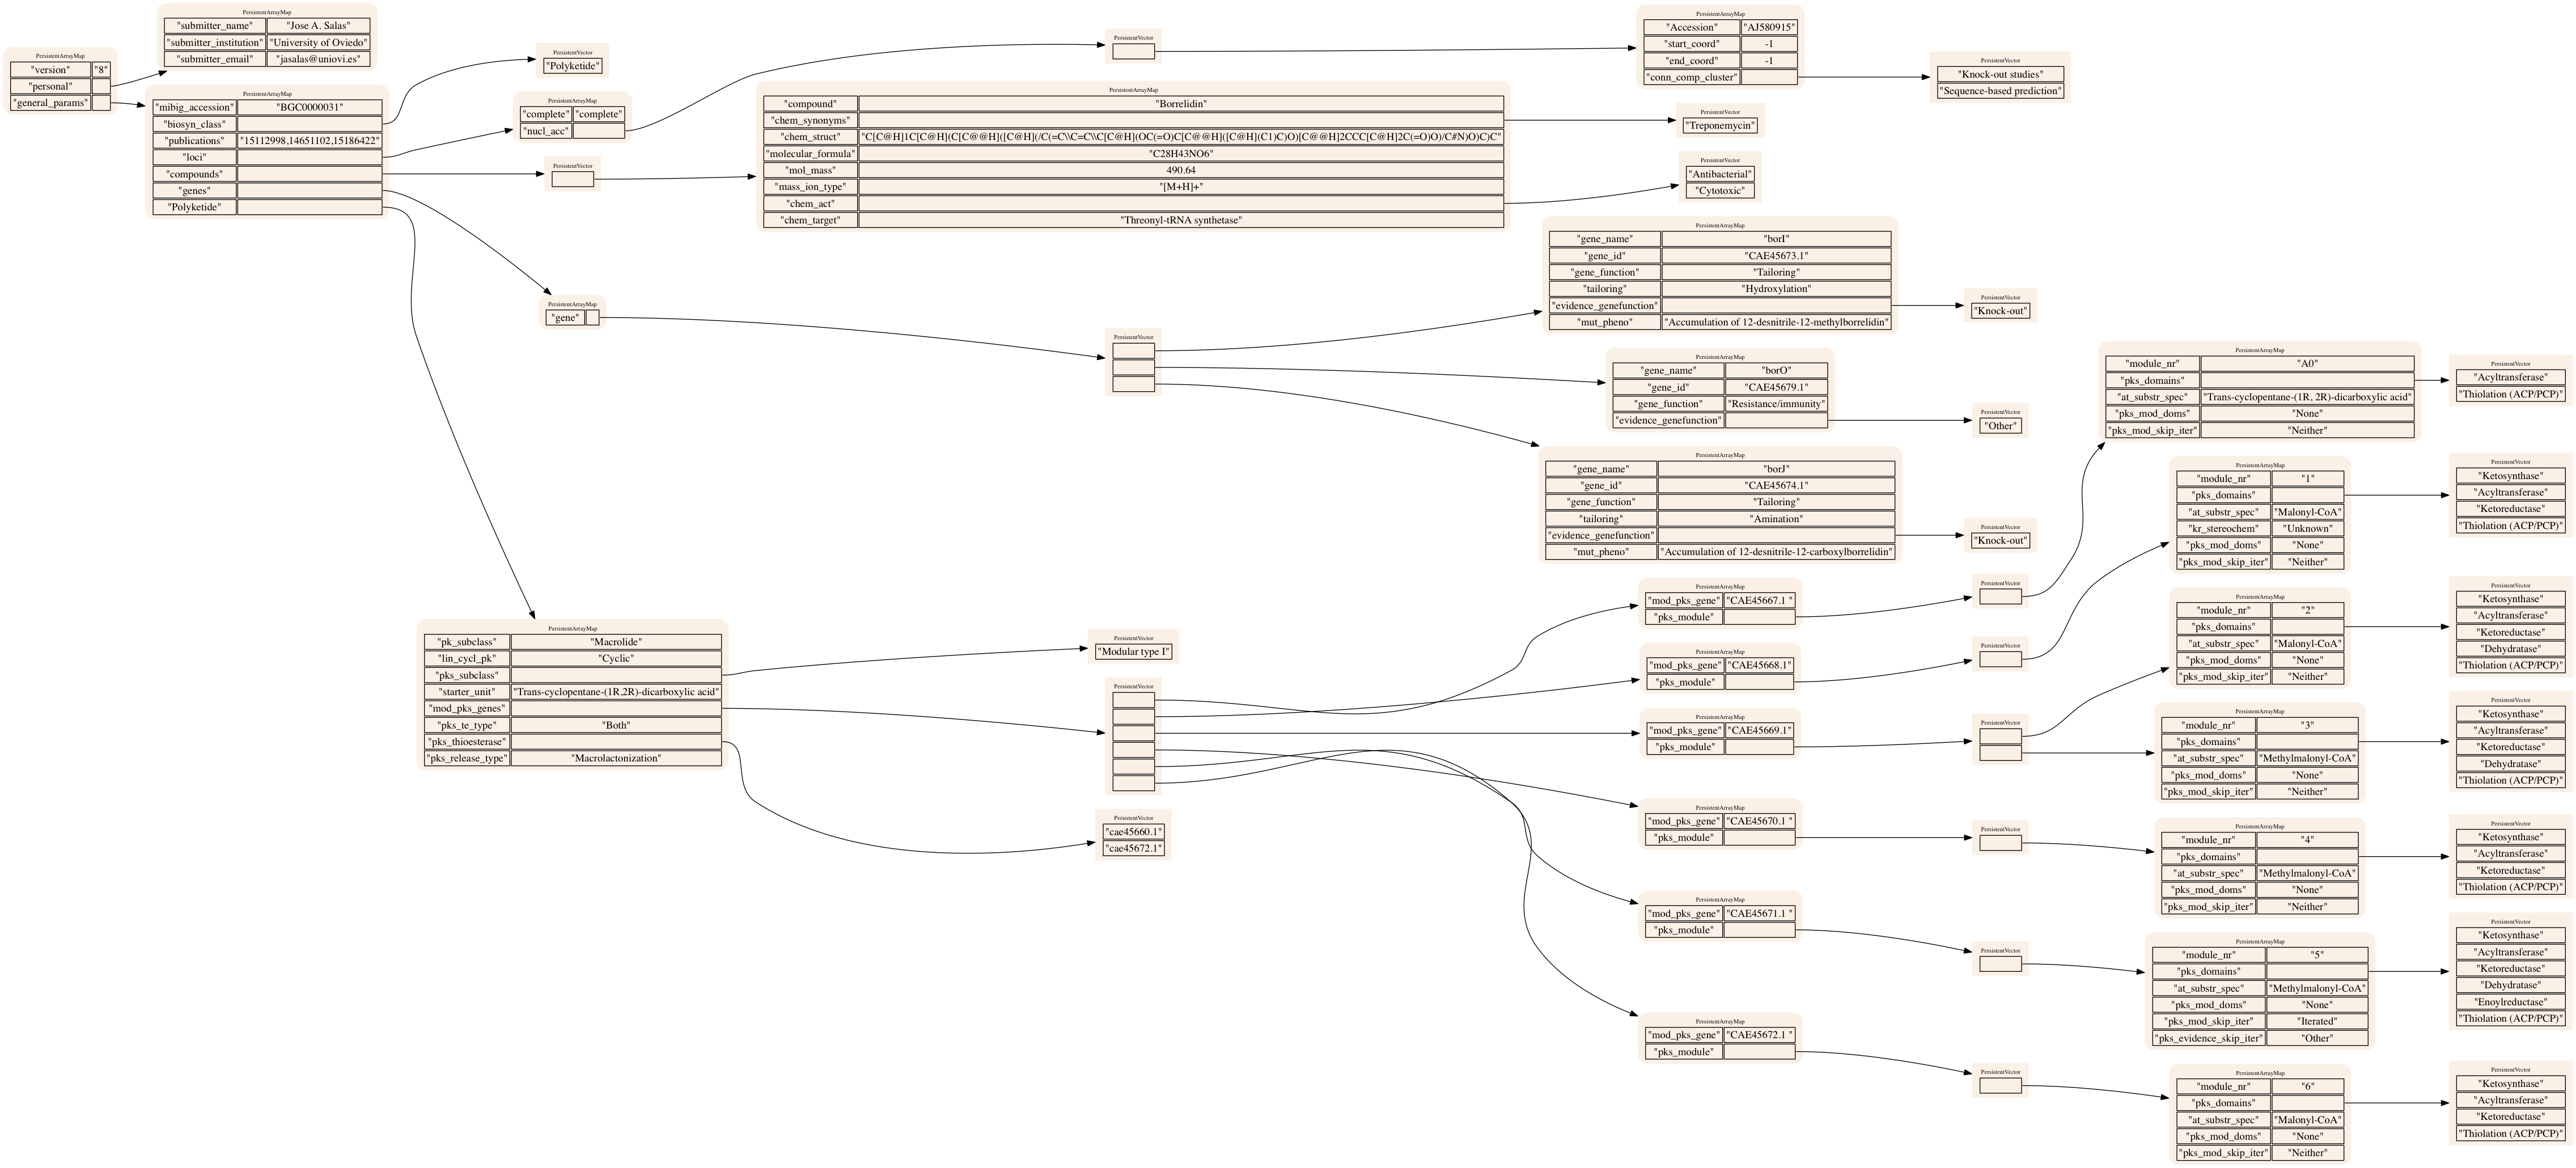 PersistentArrayMap
"version" "8"
"personal"
"general_params"
PersistentArrayMap
"submitter_name" "Jose A. Salas"
"submitter_institution" "University of Oviedo"
"submitter_email" "jasalas@uniovi.es"
PersistentArrayMap
"mibig_accession" "BGC0000031"
"biosyn_class"
"publications" "15112998,14651102,15186422"
"loci"
"compounds"
"genes"
"Polyketide"
PersistentVector
"Polyketide"
PersistentArrayMap
"complete" "complete"
"nucl_acc"
PersistentVector
PersistentVector
PersistentArrayMap
"Accession" "AJ580915"
"start_coord" -1
"end_coord" -1
"conn_comp_cluster"
PersistentVector
"Knock-out studies"
"Sequence-based prediction"
PersistentArrayMap
"compound" "Borrelidin"
"chem_synonyms"
"chem_struct" "C[C@H]1C[C@H](C[C@@H]([C@H](/C(=C\\C=C\\C[C@H](OC(=O)C[C@@H]([C@H](C1)C)O)[C@@H]2CCC[C@H]2C(=O)O)/C#N)O)C)C"
"molecular_formula" "C28H43NO6"
"mol_mass" 490.64
"mass_ion_type" "[M+H]+"
"chem_act"
"chem_target" "Threonyl-tRNA synthetase"
PersistentVector
"Treponemycin"
PersistentVector
"Antibacterial"
"Cytotoxic"
PersistentArrayMap
"gene"
PersistentVector
PersistentArrayMap
"gene_name" "borI"
"gene_id" "CAE45673.1"
"gene_function" "Tailoring"
"tailoring" "Hydroxylation"
"evidence_genefunction"
"mut_pheno" "Accumulation of 12-desnitrile-12-methylborrelidin"
PersistentVector
"Knock-out"
PersistentArrayMap
"gene_name" "borO"
"gene_id" "CAE45679.1"
"gene_function" "Resistance/immunity"
"evidence_genefunction"
PersistentVector
"Other"
PersistentArrayMap
"gene_name" "borJ"
"gene_id" "CAE45674.1"
"gene_function" "Tailoring"
"tailoring" "Amination"
"evidence_genefunction"
"mut_pheno" "Accumulation of 12-desnitrile-12-carboxylborrelidin"
PersistentVector
"Knock-out"
PersistentArrayMap
"pk_subclass" "Macrolide"
"lin_cycl_pk" "Cyclic"
"pks_subclass"
"starter_unit" "Trans-cyclopentane-(1R,2R)-dicarboxylic acid"
"mod_pks_genes"
"pks_te_type" "Both"
"pks_thioesterase"
"pks_release_type" "Macrolactonization"
PersistentVector
"Modular type I"
PersistentVector
PersistentVector
"cae45660.1"
"cae45672.1"
PersistentArrayMap
"mod_pks_gene" "CAE45667.1 "
"pks_module"
PersistentVector
PersistentArrayMap
"module_nr" "A0"
"pks_domains"
"at_substr_spec" "Trans-cyclopentane-(1R, 2R)-dicarboxylic acid"
"pks_mod_doms" "None"
"pks_mod_skip_iter" "Neither"
PersistentVector
"Acyltransferase"
"Thiolation (ACP/PCP)"
PersistentArrayMap
"mod_pks_gene" "CAE45668.1"
"pks_module"
PersistentVector
PersistentArrayMap
"module_nr" "1"
"pks_domains"
"at_substr_spec" "Malonyl-CoA"
"kr_stereochem" "Unknown"
"pks_mod_doms" "None"
"pks_mod_skip_iter" "Neither"
PersistentVector
"Ketosynthase"
"Acyltransferase"
"Ketoreductase"
"Thiolation (ACP/PCP)"
PersistentArrayMap
"mod_pks_gene" "CAE45669.1"
"pks_module"
PersistentVector
PersistentArrayMap
"module_nr" "2"
"pks_domains"
"at_substr_spec" "Malonyl-CoA"
"pks_mod_doms" "None"
"pks_mod_skip_iter" "Neither"
PersistentVector
"Ketosynthase"
"Acyltransferase"
"Ketoreductase"
"Dehydratase"
"Thiolation (ACP/PCP)"
PersistentArrayMap
"module_nr" "3"
"pks_domains"
"at_substr_spec" "Methylmalonyl-CoA"
"pks_mod_doms" "None"
"pks_mod_skip_iter" "Neither"
PersistentVector
"Ketosynthase"
"Acyltransferase"
"Ketoreductase"
"Dehydratase"
"Thiolation (ACP/PCP)"
PersistentArrayMap
"mod_pks_gene" "CAE45670.1 "
"pks_module"
PersistentVector
PersistentArrayMap
"module_nr" "4"
"pks_domains"
"at_substr_spec" "Methylmalonyl-CoA"
"pks_mod_doms" "None"
"pks_mod_skip_iter" "Neither"
PersistentVector
"Ketosynthase"
"Acyltransferase"
"Ketoreductase"
"Thiolation (ACP/PCP)"
PersistentArrayMap
"mod_pks_gene" "CAE45671.1 "
"pks_module"
PersistentVector
PersistentArrayMap
"module_nr" "5"
"pks_domains"
"at_substr_spec" "Methylmalonyl-CoA"
"pks_mod_doms" "None"
"pks_mod_skip_iter" "Iterated"
"pks_evidence_skip_iter" "Other"
PersistentVector
"Ketosynthase"
"Acyltransferase"
"Ketoreductase"
"Dehydratase"
"Enoylreductase"
"Thiolation (ACP/PCP)"
PersistentArrayMap
"mod_pks_gene" "CAE45672.1 "
"pks_module"
PersistentVector
PersistentArrayMap
"module_nr" "6"
"pks_domains"
"at_substr_spec" "Malonyl-CoA"
"pks_mod_doms" "None"
"pks_mod_skip_iter" "Neither"
PersistentVector
"Ketosynthase"
"Acyltransferase"
"Ketoreductase"
"Thiolation (ACP/PCP)"